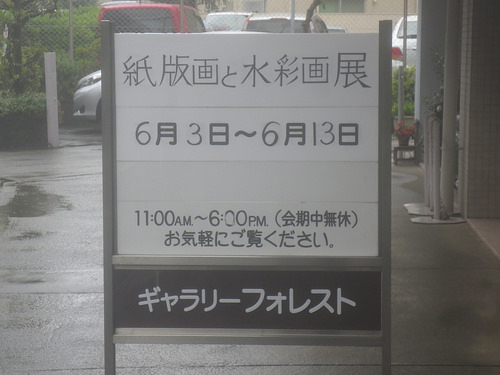 紙版画と水彩画展
6月3日～6月13日
11:00A.M.～6:00P.M.（会期中無休）
お気軽にご覧ください。
ギャラリーフォレスト